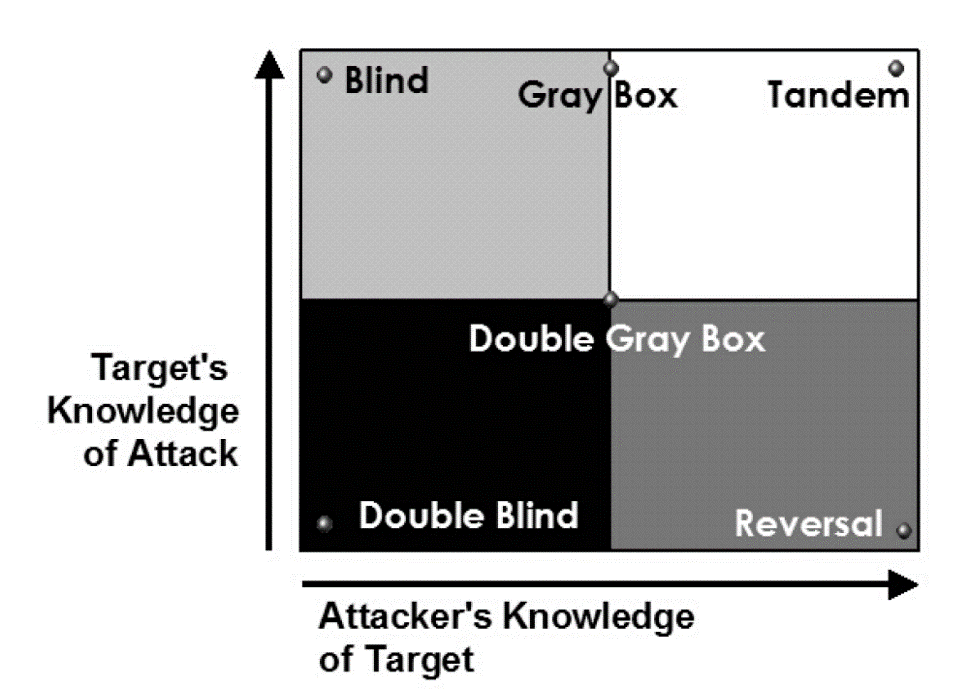 Blind
Gray Box
Tandem
Double Gray Box
Target's
Knowledge
of Attack
Double Blind
Reversal
Attacker's Knowledge
of Target